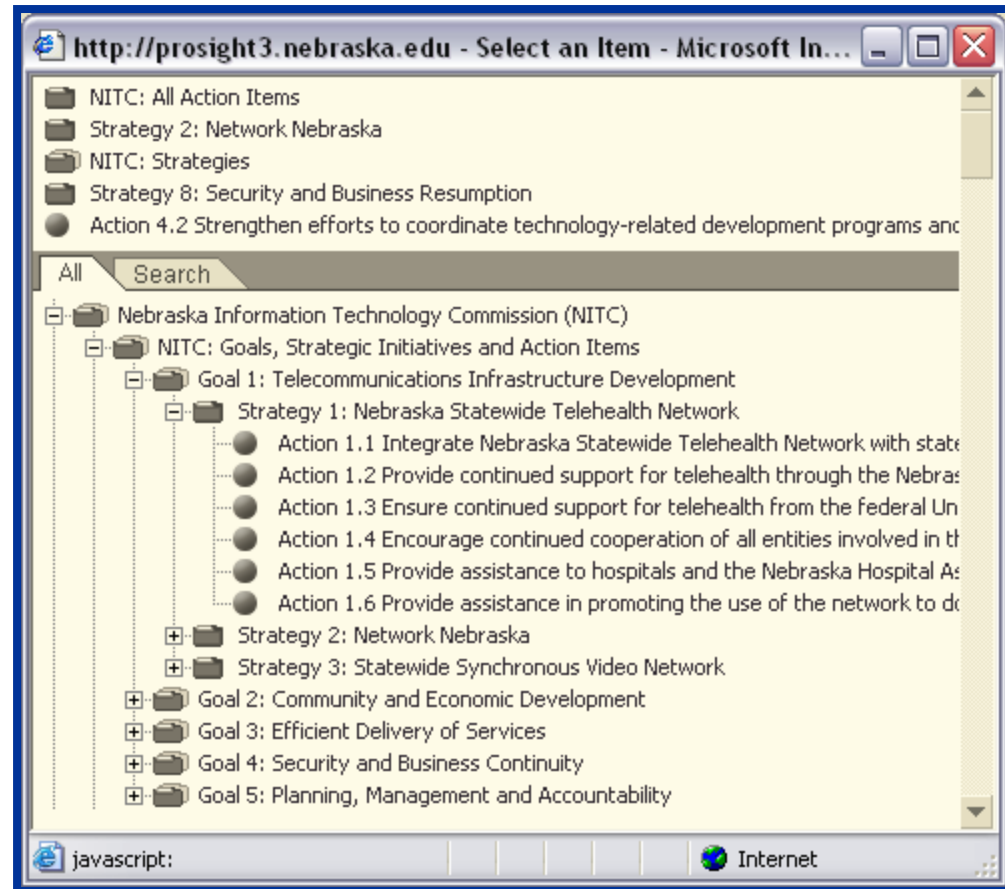 http://prosight3.nebraska.edu - Select an Item - Microsoft In...
NITC: All Action Items
Strategy 2: Network Nebraska
NITC: Strategies
Strategy 8: Security and Business Resumption
Action 4.2 Strengthen efforts to coordinate technology-related development programs and
All Search
Nebraska Information Technology Commission (NITC)
NITC: Goals, Strategic Initiatives and Action Items
Goal 1: Telecommunications Infrastructure Development
Strategy 1: Nebraska Statewide Telehealth Network
Action 1.1 Integrate Nebraska Statewide Telehealth Network with state
Action 1.2 Provide continued support for telehealth through the Nebras
Action 1.3 Ensure continued support for telehealth from the federal Un
Action 1.4 Encourage continued cooperation of all entities involved in th
Action 1.5 Provide assistance to hospitals and the Nebraska Hospital As
Action 1.6 Provide assistance in promoting the use of the network to do
Strategy 2: Network Nebraska
Strategy 3: Statewide Synchronous Video Network
Goal 2: Community and Economic Development
Goal 3: Efficient Delivery of Services
Goal 4: Security and Business Continuity
Goal 5: Planning, Management and Accountability
javascript: Internet